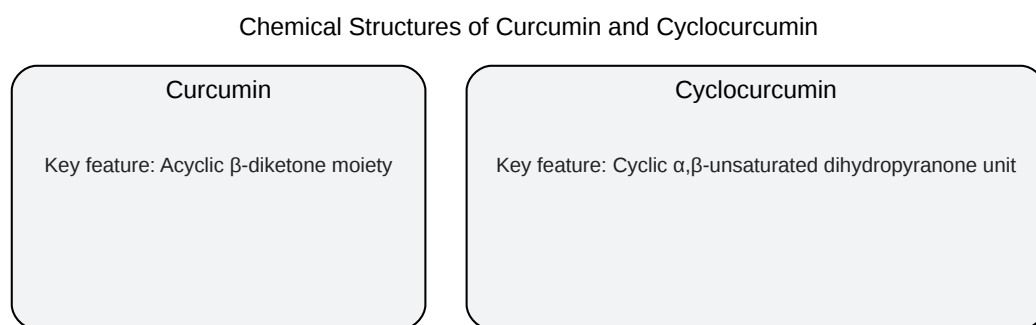 Chemical Structures of Curcumin and Cyclocurcumin
Curcumin
Key feature: Acyclic β-diketone moiety
Cyclocurcumin
Key feature: Cyclic α,β-unsaturated dihydropyranone unit